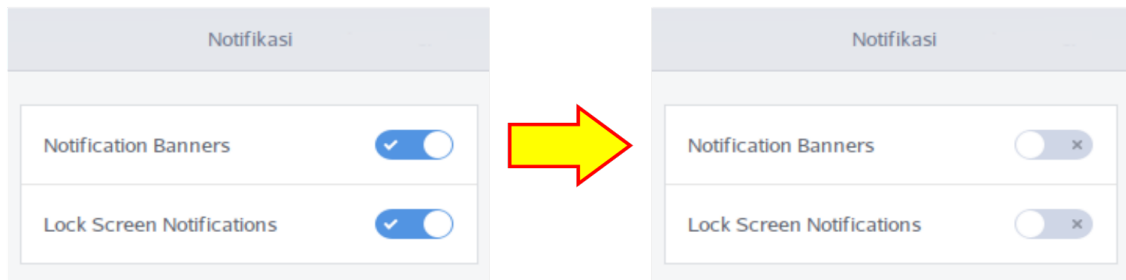 Notifikasi
Notification Banners
Lock Screen Notifications
Notifikasi
Notification Banners
Lock Screen Notifications